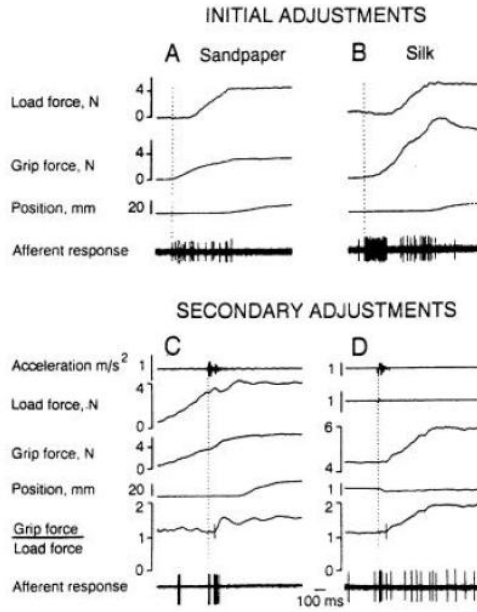 INITIAL ADJUSTMENTS
A Sandpaper
B Silk
Load force, N
4
0
Grip force, N
4
0
Position, mm
20
Afferent response
SECONDARY ADJUSTMENTS
C
D
Acceleration m/s²
1
1
Load force, N
4
0
1
Grip force, N
4
0
6
4
Position, mm
20
1
Grip force
Load force
2
1
0
2
1
0
Afferent response
100 ms